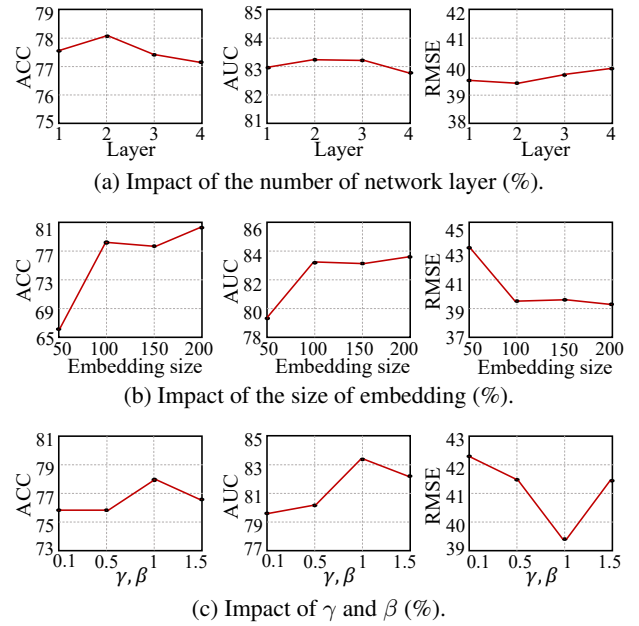 ACC
79
78
77
76
75
1 2 3 4
Layer
AUC
85
84
83
82
81
1 2 3 4
Layer
RMSE
42
41
40
39
38
1 2 3 4
Layer
(a) Impact of the number of network layer (%).
ACC
81
77
73
69
65
50 100 150 200
Embedding size
AUC
86
84
82
80
78
50 100 150 200
Embedding size
RMSE
45
43
41
39
37
50 100 150 200
Embedding size
(b) Impact of the size of embedding (%).
ACC
81
79
77
75
73
0.1 0.5 1 1.5
γ, β
AUC
85
83
81
79
77
0.1 0.5 1 1.5
γ, β
RMSE
43
42
41
40
39
0.1 0.5 1 1.5
γ, β
(c) Impact of γ and β (%).